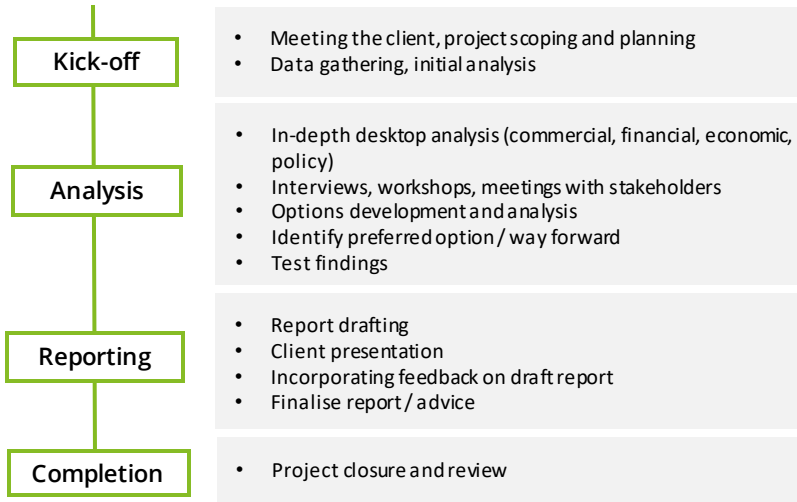 Kick-off
• Meeting the client, project scoping and planning
• Data gathering, initial analysis
Analysis
• In-depth desktop analysis (commercial, financial, economic,
policy)
• Interviews, workshops, meetings with stakeholders
• Options development and analysis
• Identify preferred option / way forward
• Test findings
Reporting
• Report drafting
• Client presentation
• Incorporating feedback on draft report
• Finalise report / advice
Completion
• Project closure and review